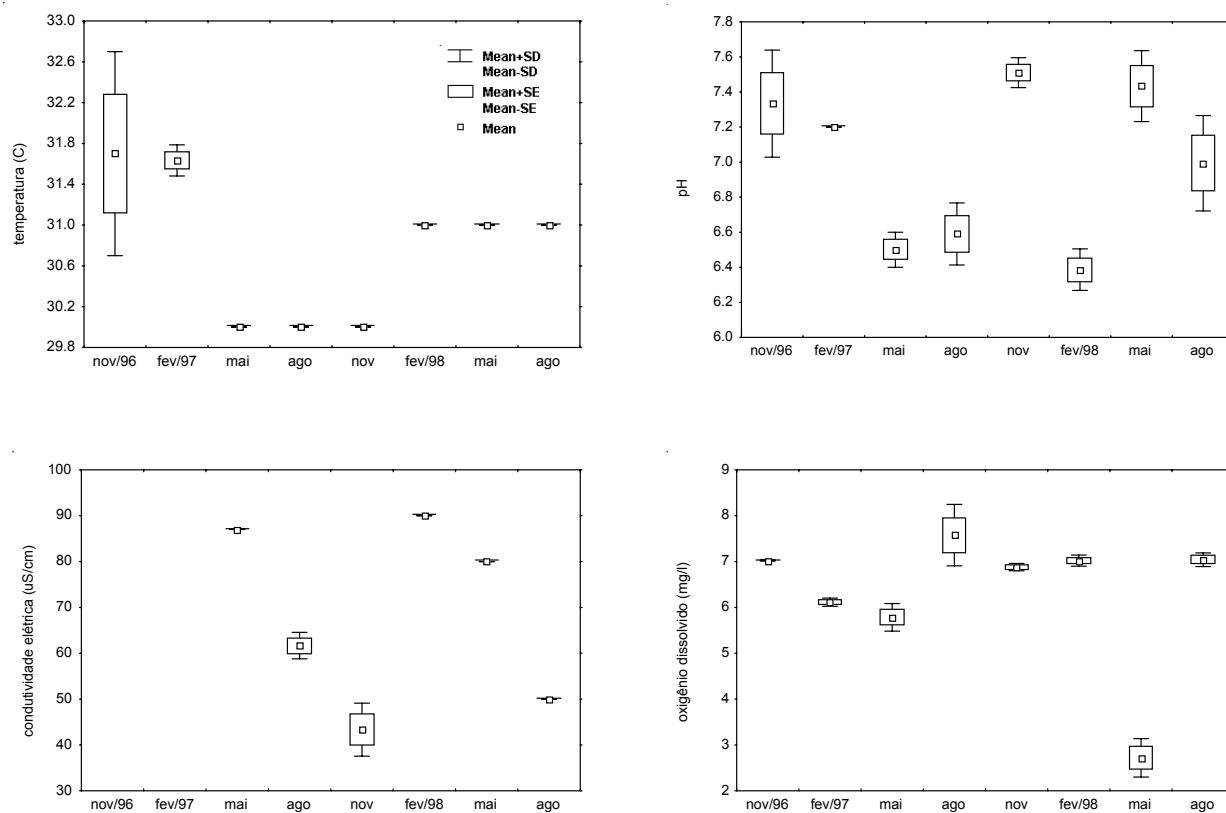 33.0
32.6
32.2
31.8
31.4
31.0
30.6
30.2
29.8
temperatura (C)
Mean+SD
Mean-SD
Mean+SE
Mean-SE
Mean
nov/96 fev/97 mai ago nov fev/98 mai ago
7.8
7.6
7.4
7.2
7.0
6.8
6.6
6.4
6.2
6.0
pH
nov/96 fev/97 mai ago nov fev/98 mai ago
100
90
80
70
60
50
40
30
condutividade elétrica (uS/cm)
nov/96 fev/97 mai ago nov fev/98 mai ago
9
8
7
6
5
4
3
2
oxigênio dissolvido (mg/l)
nov/96 fev/97 mai ago nov fev/98 mai ago